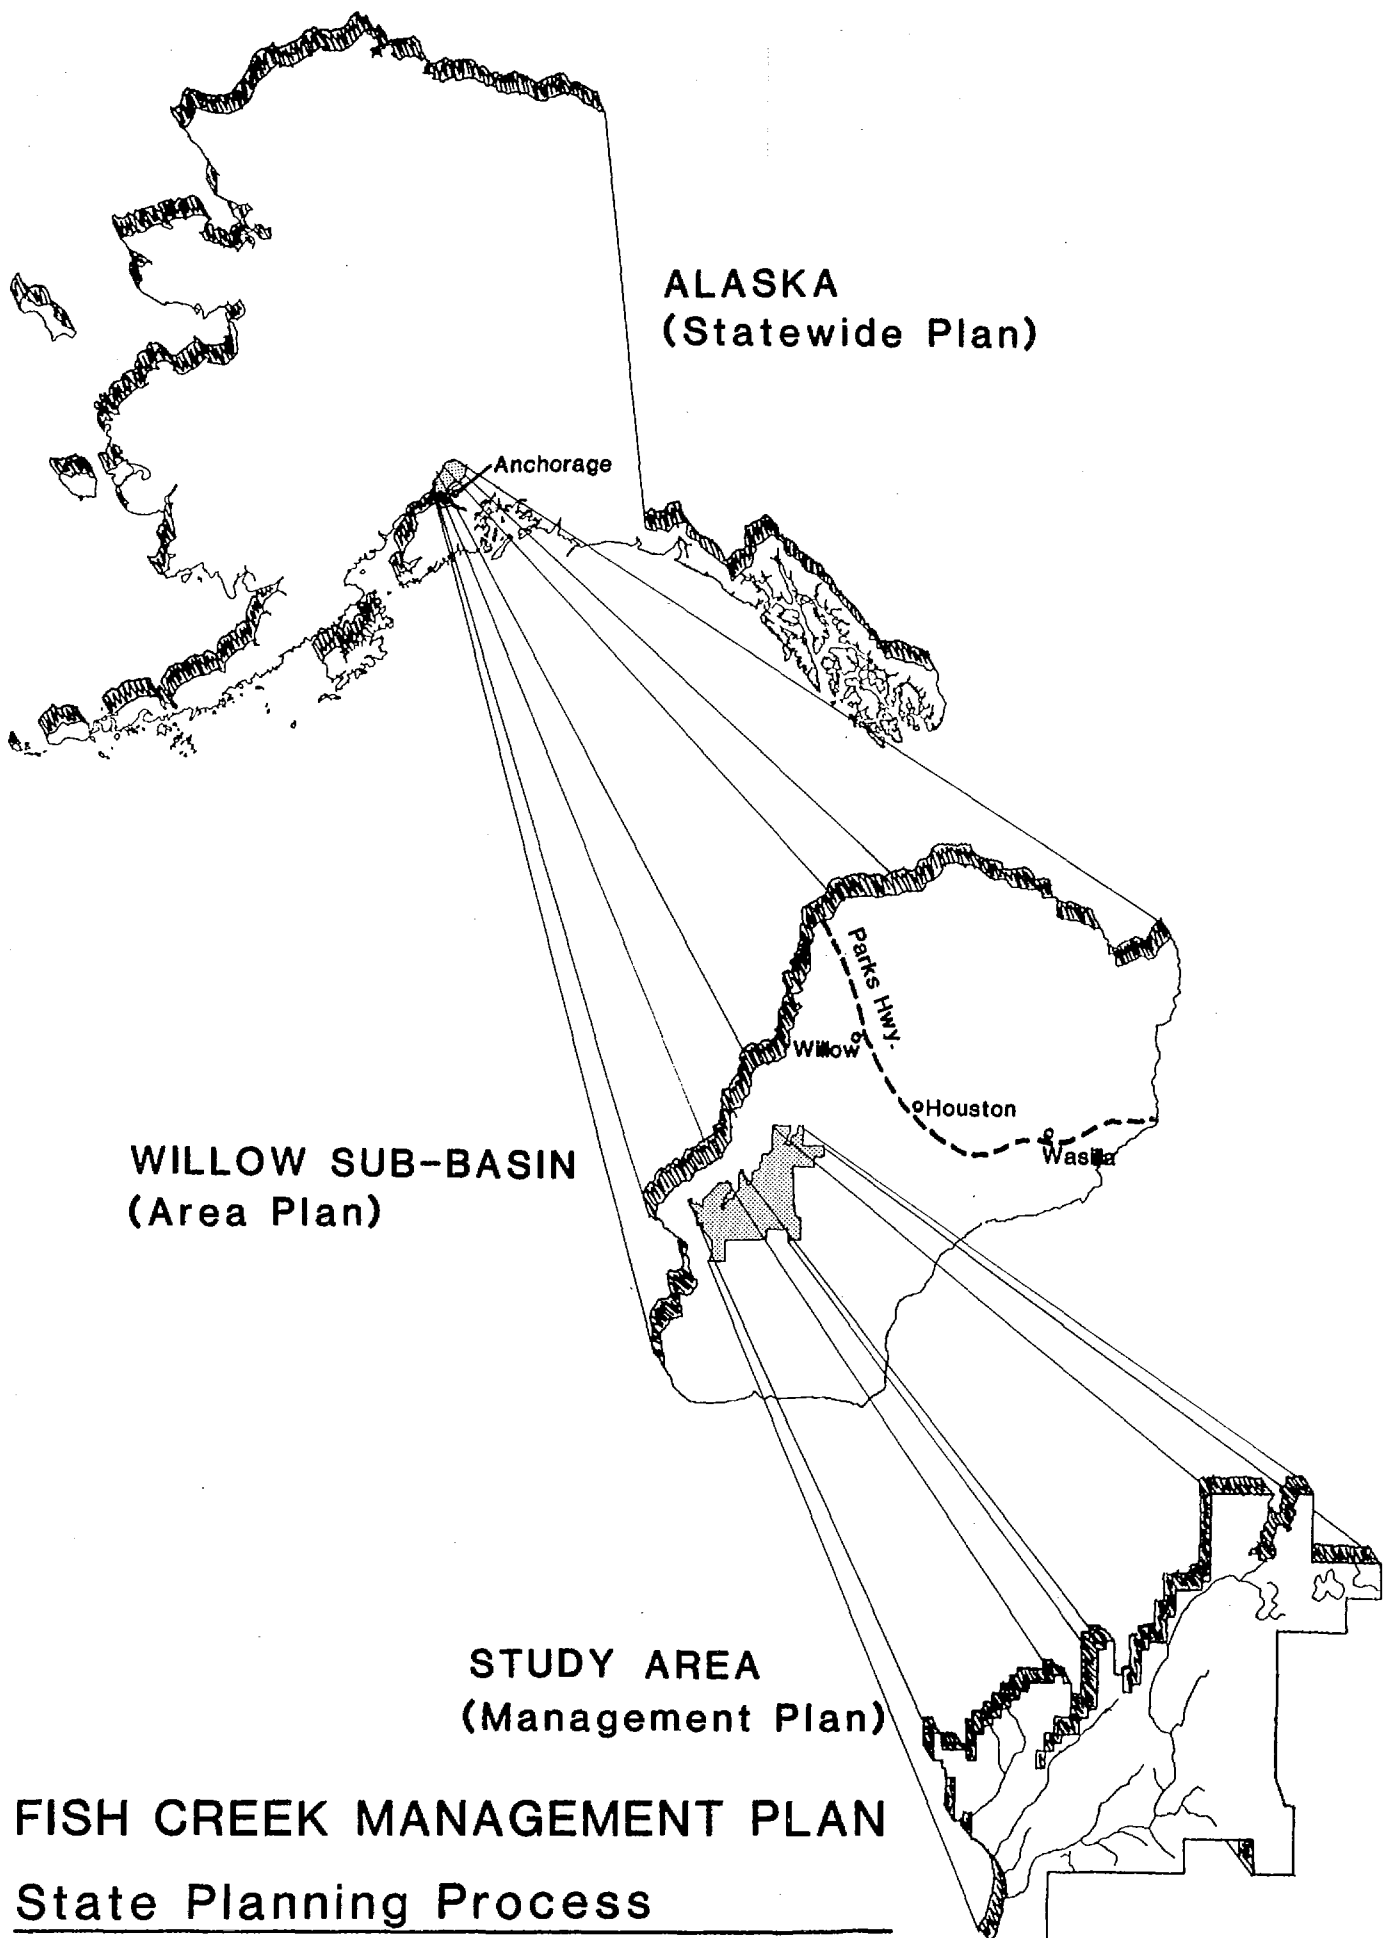 ALASKA
(Statewide Plan)
Anchorage
Parks Hwy.
Willow
Houston
Wasilla
WILLOW SUB-BASIN
(Area Plan)
STUDY AREA
(Management Plan)
FISH CREEK MANAGEMENT PLAN
State Planning Process